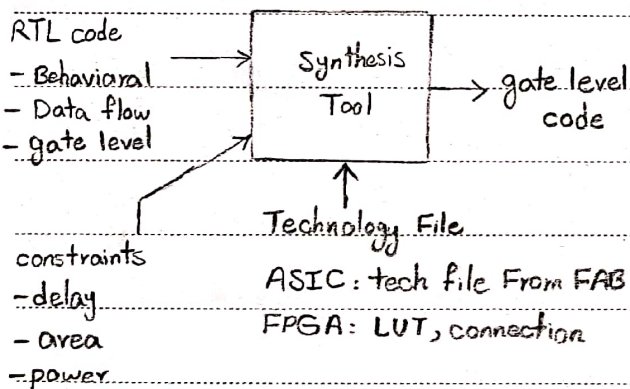 RTL code
- Behavioral
- Data flow
- gate level
Synthesis
Tool
gate level
code
Technology File
ASIC: tech file From FAB
FPGA: LUT, connection
constraints
- delay
- area
- power